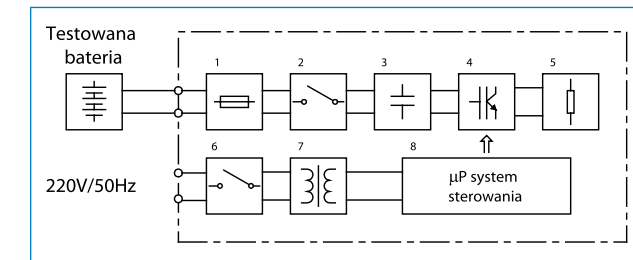 Testowana
bateria
1 2 3 4 5
6 7 8
220V/50Hz
µP system
sterowania